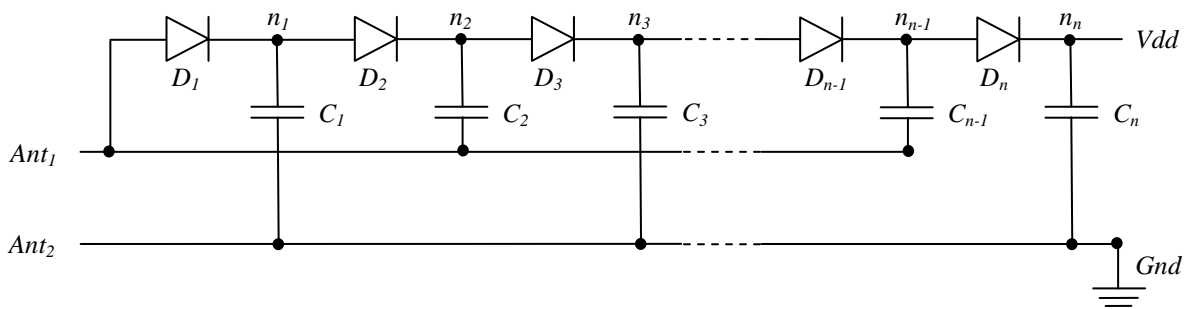 n₁ n₂ n₃ nₙ₋₁ nₙ
Vdd
D₁ D₂ D₃ Dₙ₋₁ Dₙ
C₁ C₂ C₃ Cₙ₋₁ Cₙ
Ant₁
Ant₂
Gnd